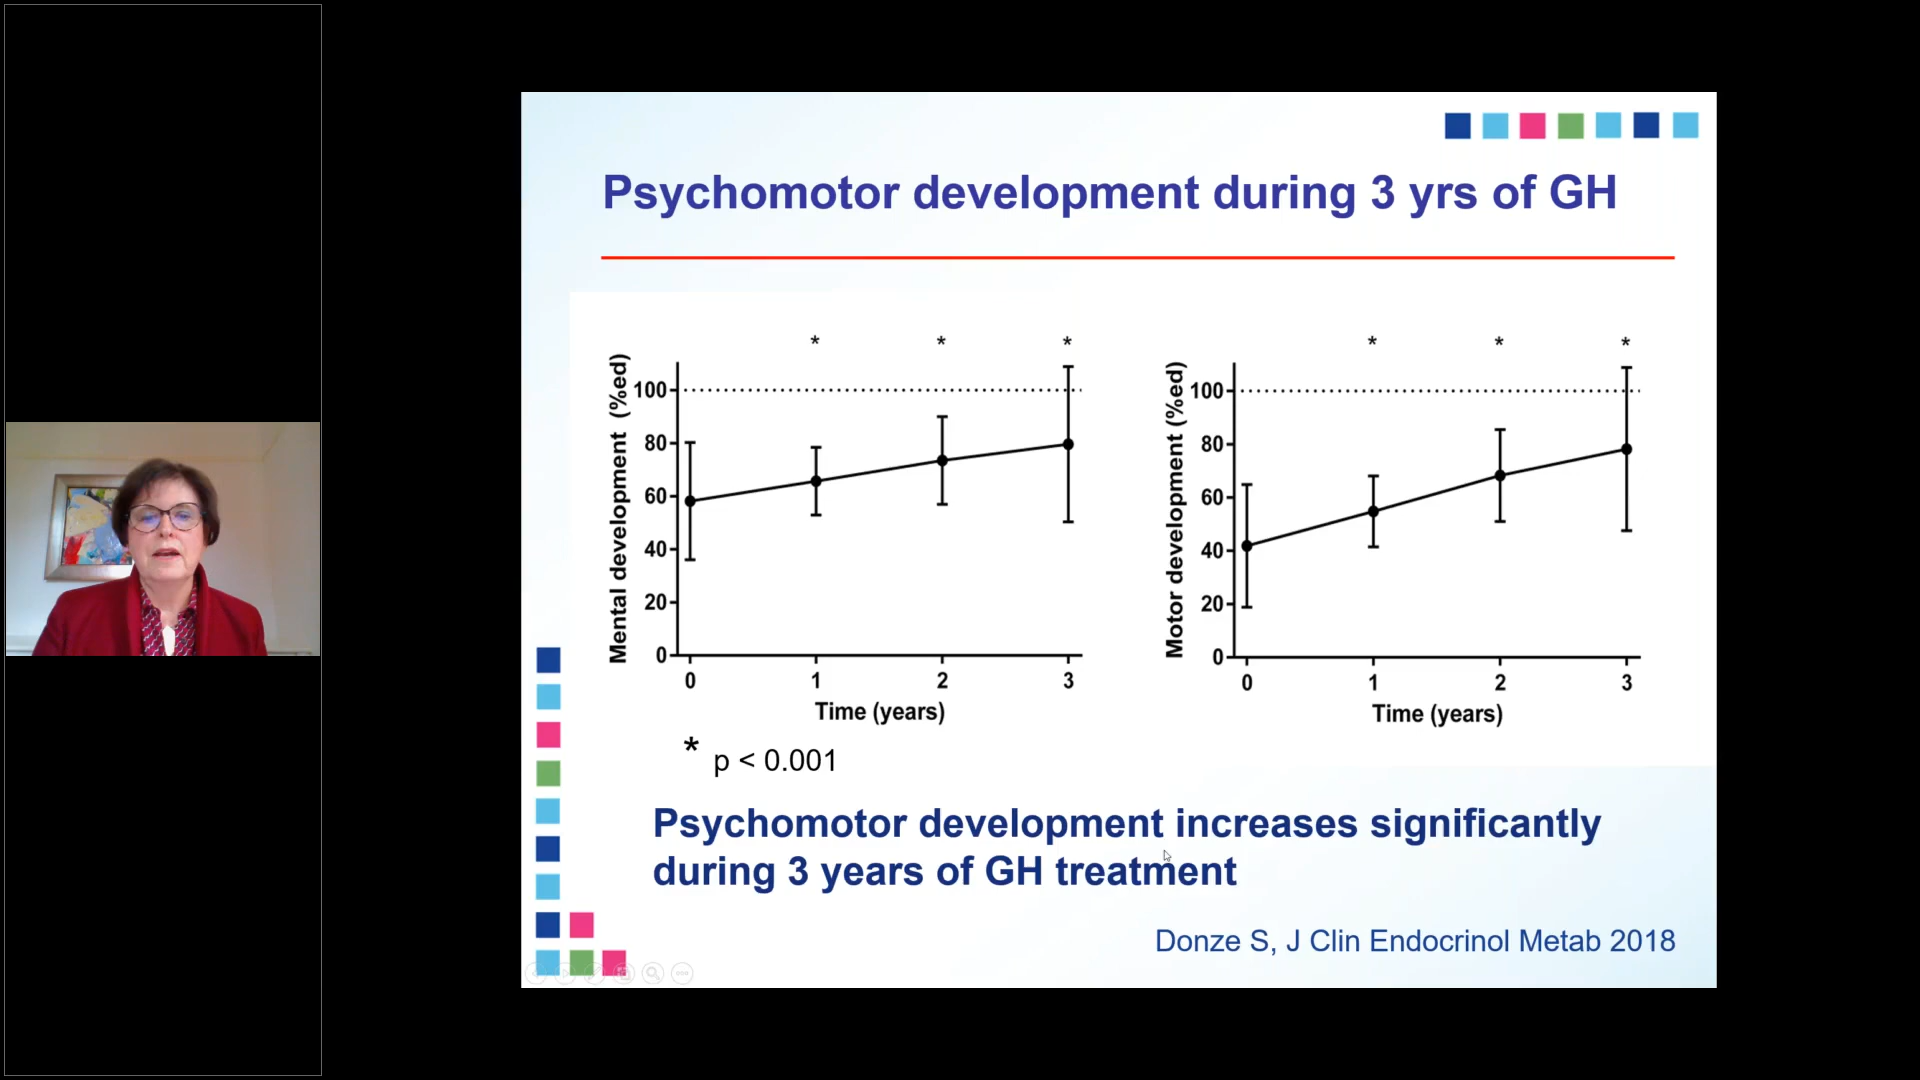 Psychomotor development during 3 yrs of GH
* * *
Mental development (%ed)
100
80
60
40
20
0
0 1 2 3
Time (years)
* * *
Motor development (%ed)
100
80
60
40
20
0
0 1 2 3
Time (years)
* p < 0.001
Psychomotor development increases significantly
during 3 years of GH treatment
Donze S, J Clin Endocrinol Metab 2018